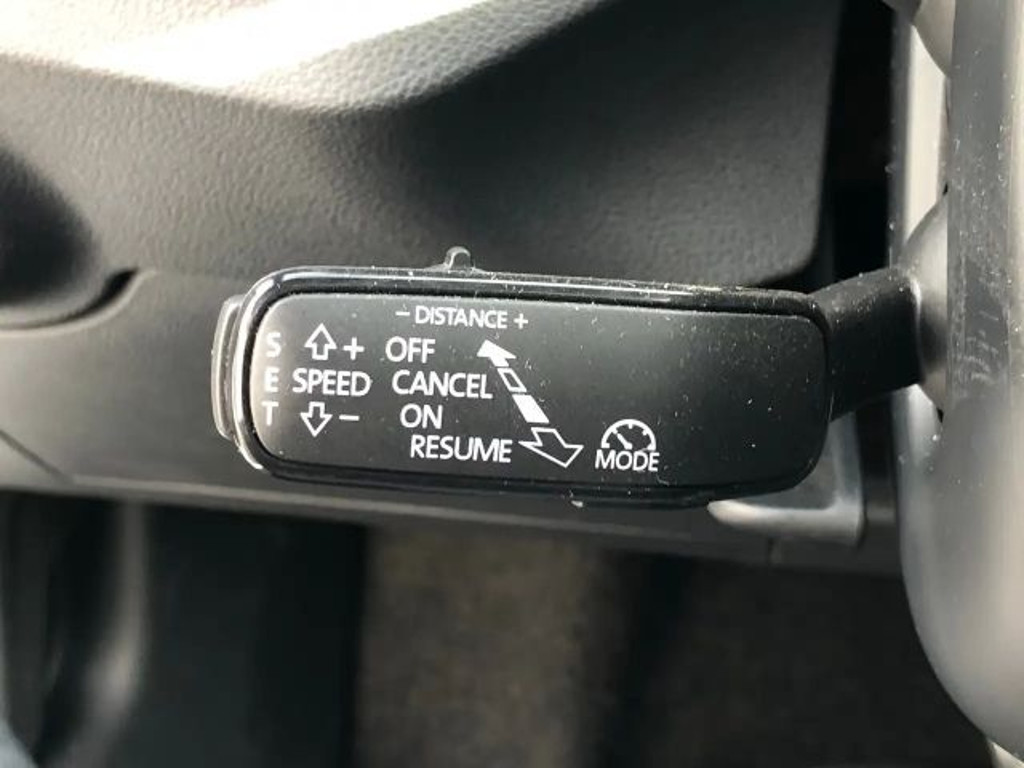 - DISTANCE +
S + OFF
E SPEED CANCEL
T - ON
RESUME
MODE